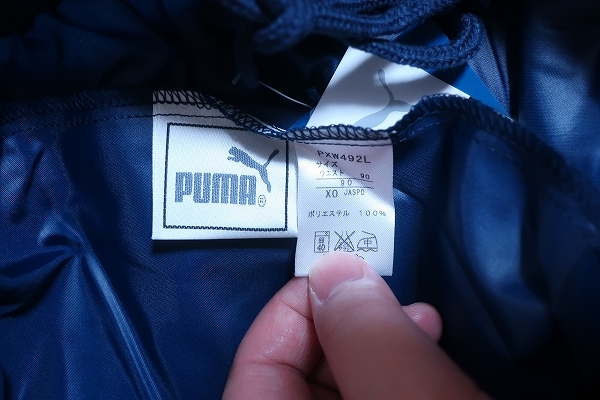 PUMA®
PXW492L
サイズ
ウエスト 90
90
XO JASPO
ポリエステル 100%
40